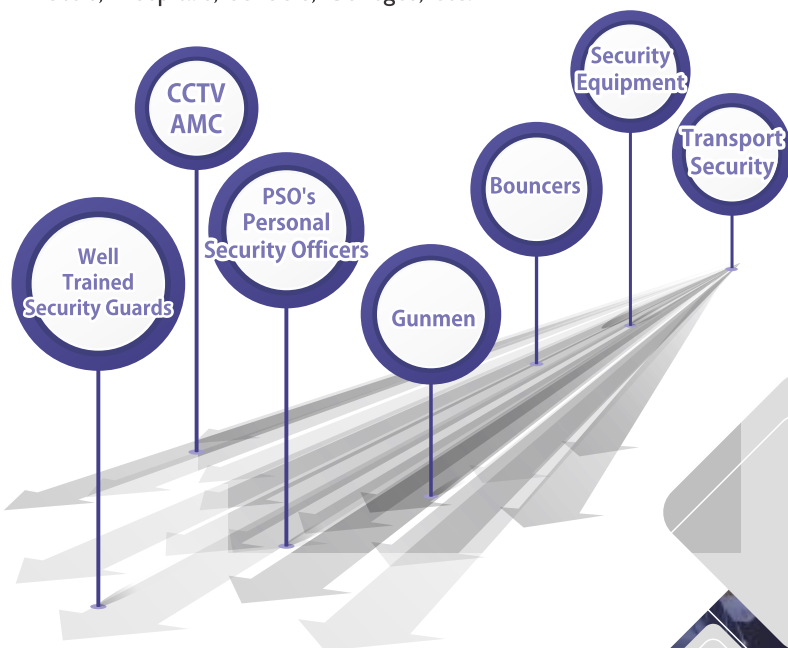 Security
Equipment
CCTV
AMC
Transport
Security
Bouncers
PSO's
Personal
Security Officers
Well
Trained
Security Guards
Gunmen